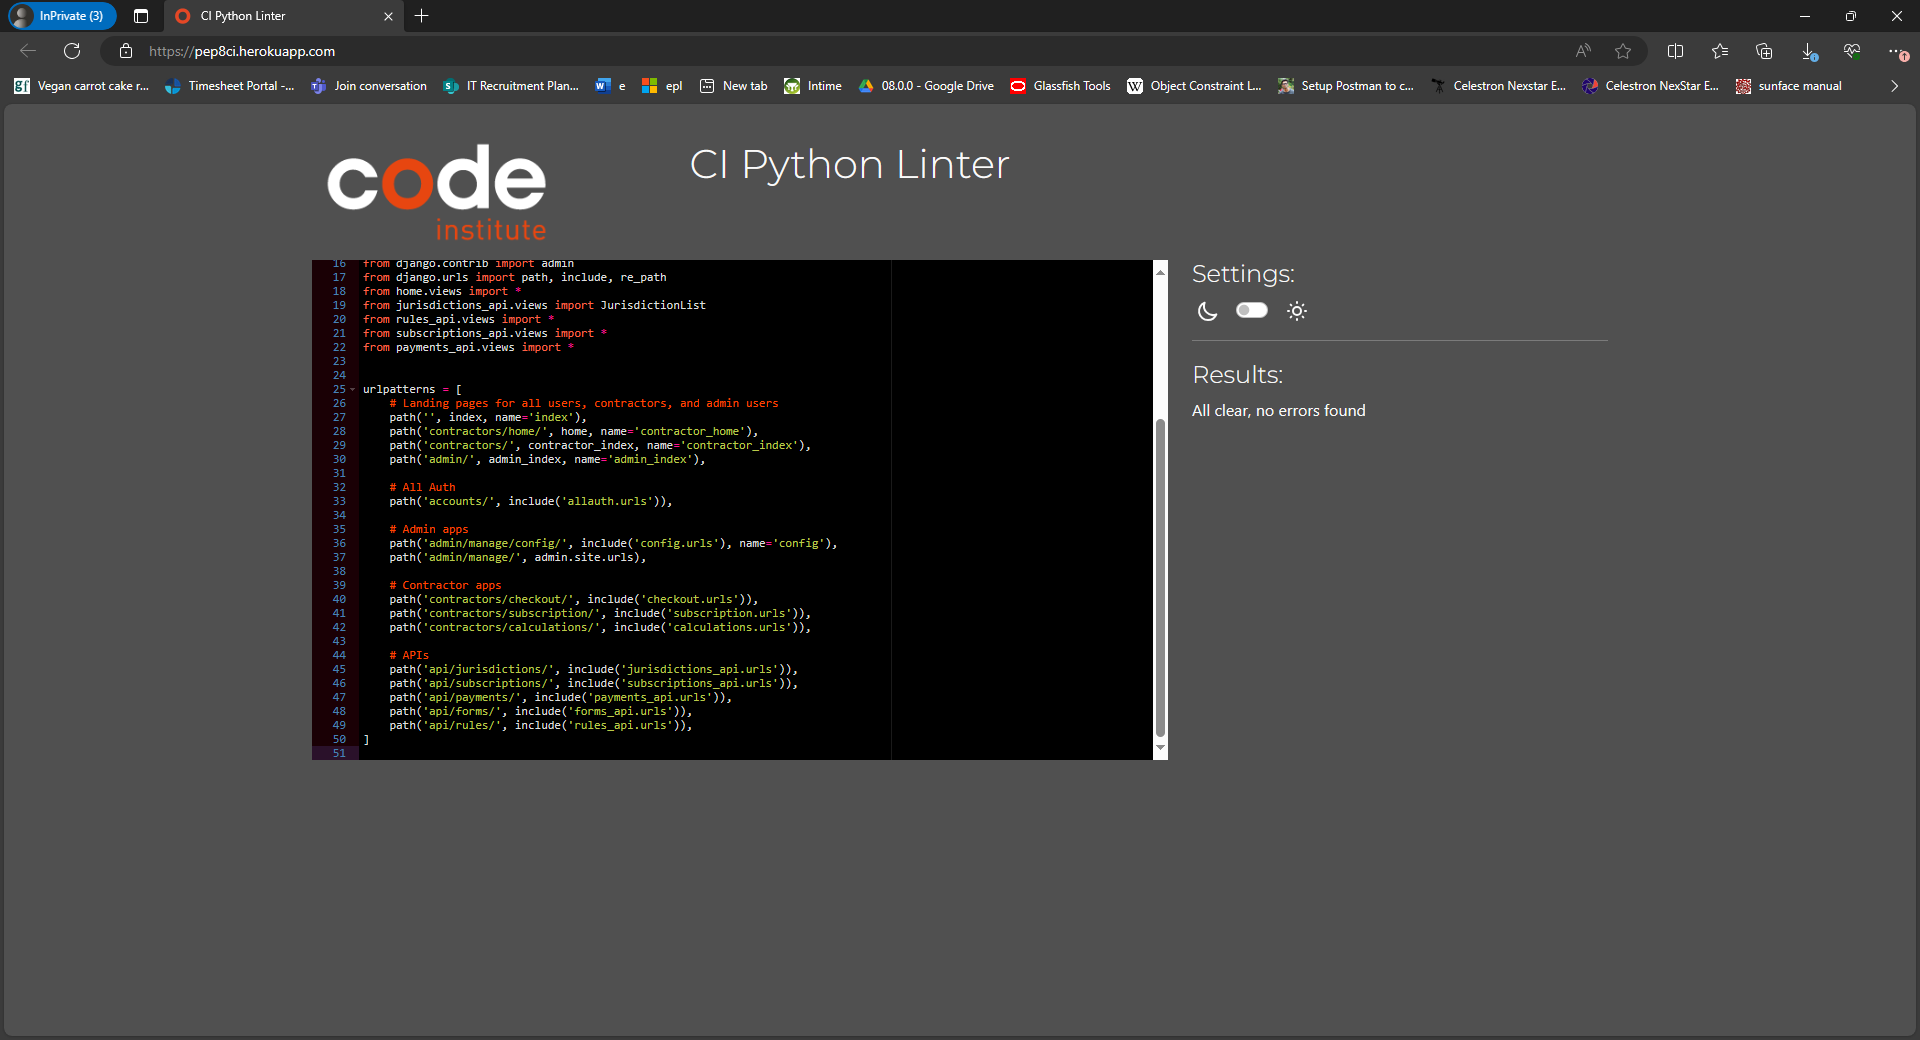 InPrivate (3)
CI Python Linter
https://pep8ci.herokuapp.com
gf Vegan carrot cake r... Timesheet Portal -... Join conversation IT Recruitment Plan... e epl New tab Intime 08.0.0 - Google Drive Glassfish Tools W Object Constraint L... Setup Postman to c... Celestron Nexstar E... Celestron NexStar E... sunface manual
code
institute
CI Python Linter
16 from django.contrib import admin
17 from django.urls import path, include, re_path
18 from home.views import *
19 from jurisdictions_api.views import JurisdictionList
20 from rules_api.views import *
21 from subscriptions_api.views import *
22 from payments_api.views import *
23
24
25 urlpatterns = [
26     # Landing pages for all users, contractors, and admin users
27     path('', index, name='index'),
28     path('contractors/home/', home, name='contractor_home'),
29     path('contractors/', contractor_index, name='contractor_index'),
30     path('admin/', admin_index, name='admin_index'),
31
32     # All Auth
33     path('accounts/', include('allauth.urls')),
34
35     # Admin apps
36     path('admin/manage/config/', include('config.urls'), name='config'),
37     path('admin/manage/', admin.site.urls),
38
39     # Contractor apps
40     path('contractors/checkout/', include('checkout.urls')),
41     path('contractors/subscription/', include('subscription.urls')),
42     path('contractors/calculations/', include('calculations.urls')),
43
44     # APIs
45     path('api/jurisdictions/', include('jurisdictions_api.urls')),
46     path('api/subscriptions/', include('subscriptions_api.urls')),
47     path('api/payments/', include('payments_api.urls')),
48     path('api/forms/', include('forms_api.urls')),
49     path('api/rules/', include('rules_api.urls')),
50 ]
51
Settings:
Results:
All clear, no errors found